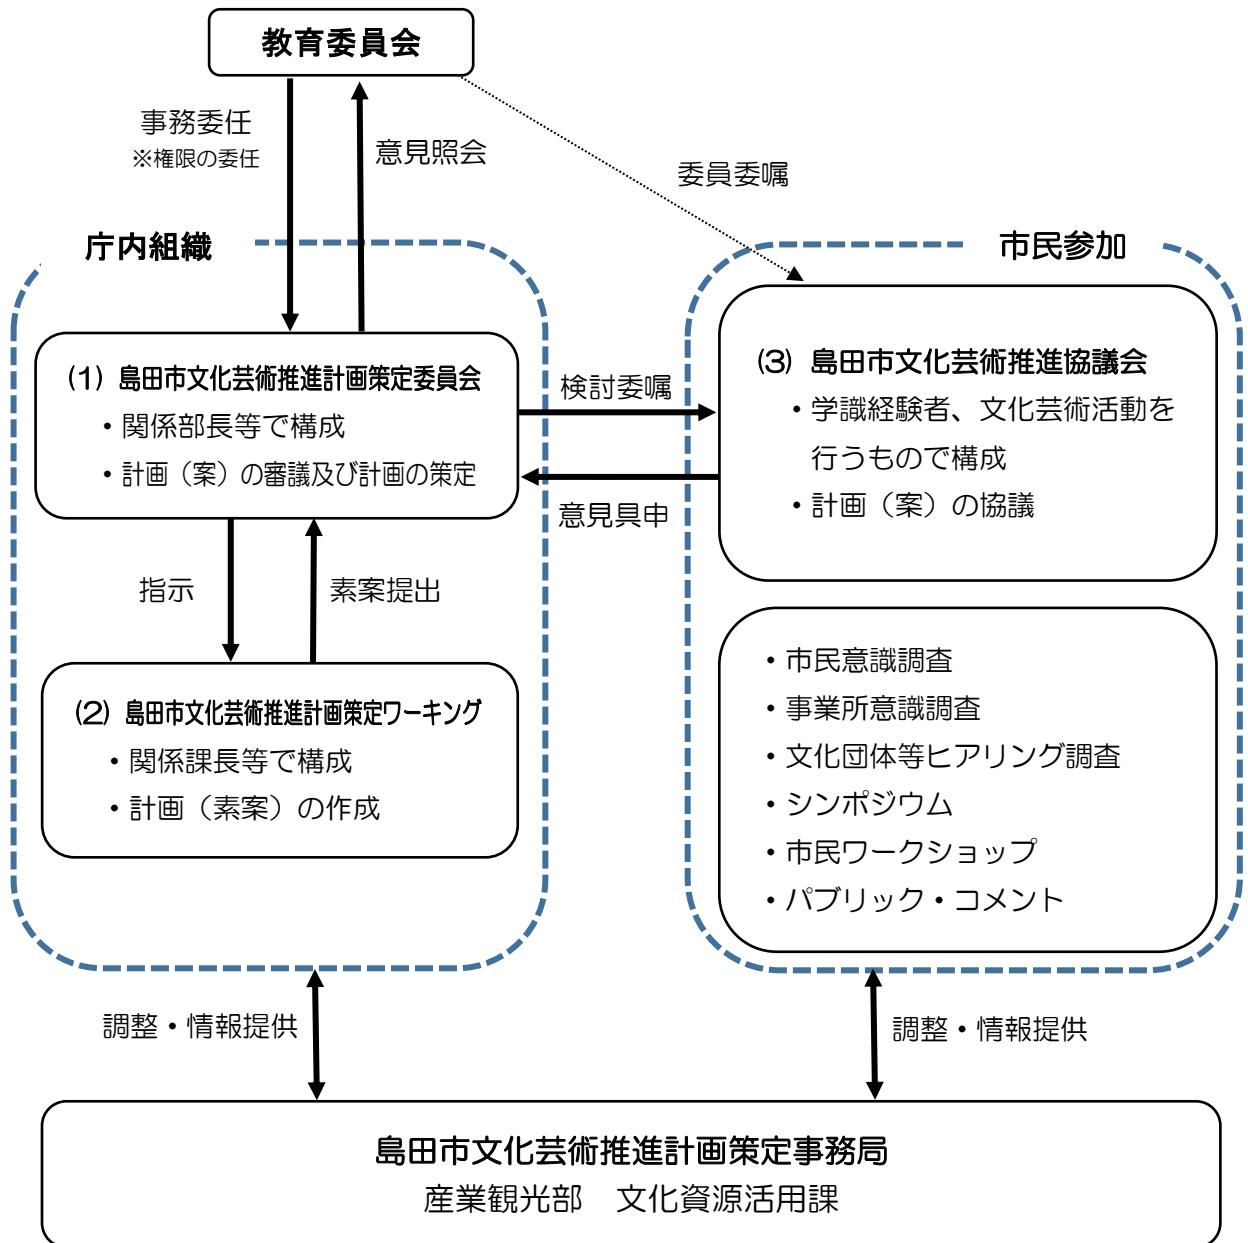 教育委員会
事務委任
※権限の委任
意見照会
委員委嘱
庁内組織
市民参加
(1) 島田市文化芸術推進計画策定委員会
・関係部長等で構成
・計画（案）の審議及び計画の策定
検討委嘱
意見具申
(3) 島田市文化芸術推進協議会
・学識経験者、文化芸術活動を
行うもので構成
・計画（案）の協議
指示
素案提出
(2) 島田市文化芸術推進計画策定ワーキング
・関係課長等で構成
・計画（素案）の作成
・市民意識調査
・事業所意識調査
・文化団体等ヒアリング調査
・シンポジウム
・市民ワークショップ
・パブリック・コメント
調整・情報提供
調整・情報提供
島田市文化芸術推進計画策定事務局
産業観光部　文化資源活用課